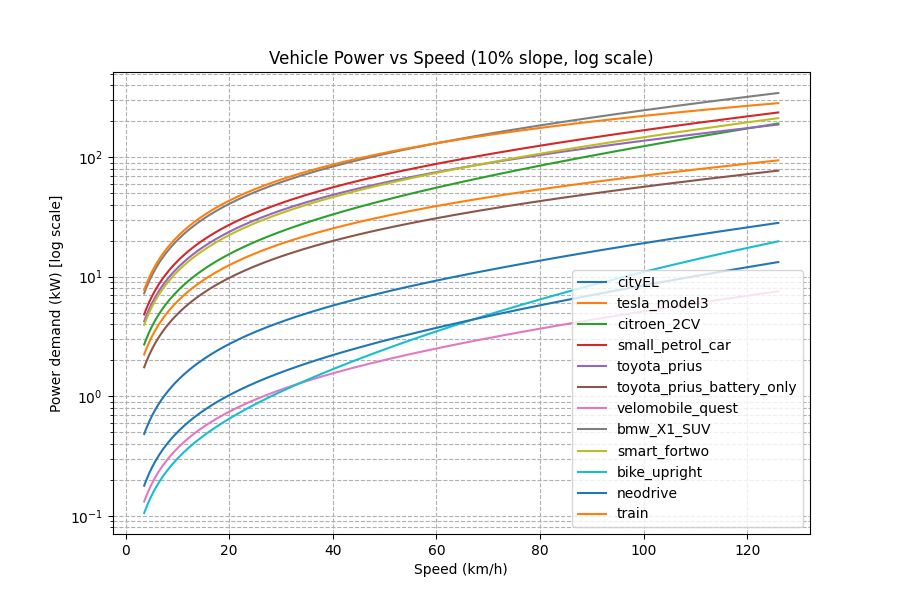 Vehicle Power vs Speed (10% slope, log scale)
Power demand (kW) [log scale]
10²
10¹
10⁰
10⁻¹
cityEL
tesla_model3
citroen_2CV
small_petrol_car
toyota_prius
toyota_prius_battery_only
velomobile_quest
bmw_X1_SUV
smart_fortwo
bike_upright
neodrive
train
0 20 40 60 80 100 120
Speed (km/h)